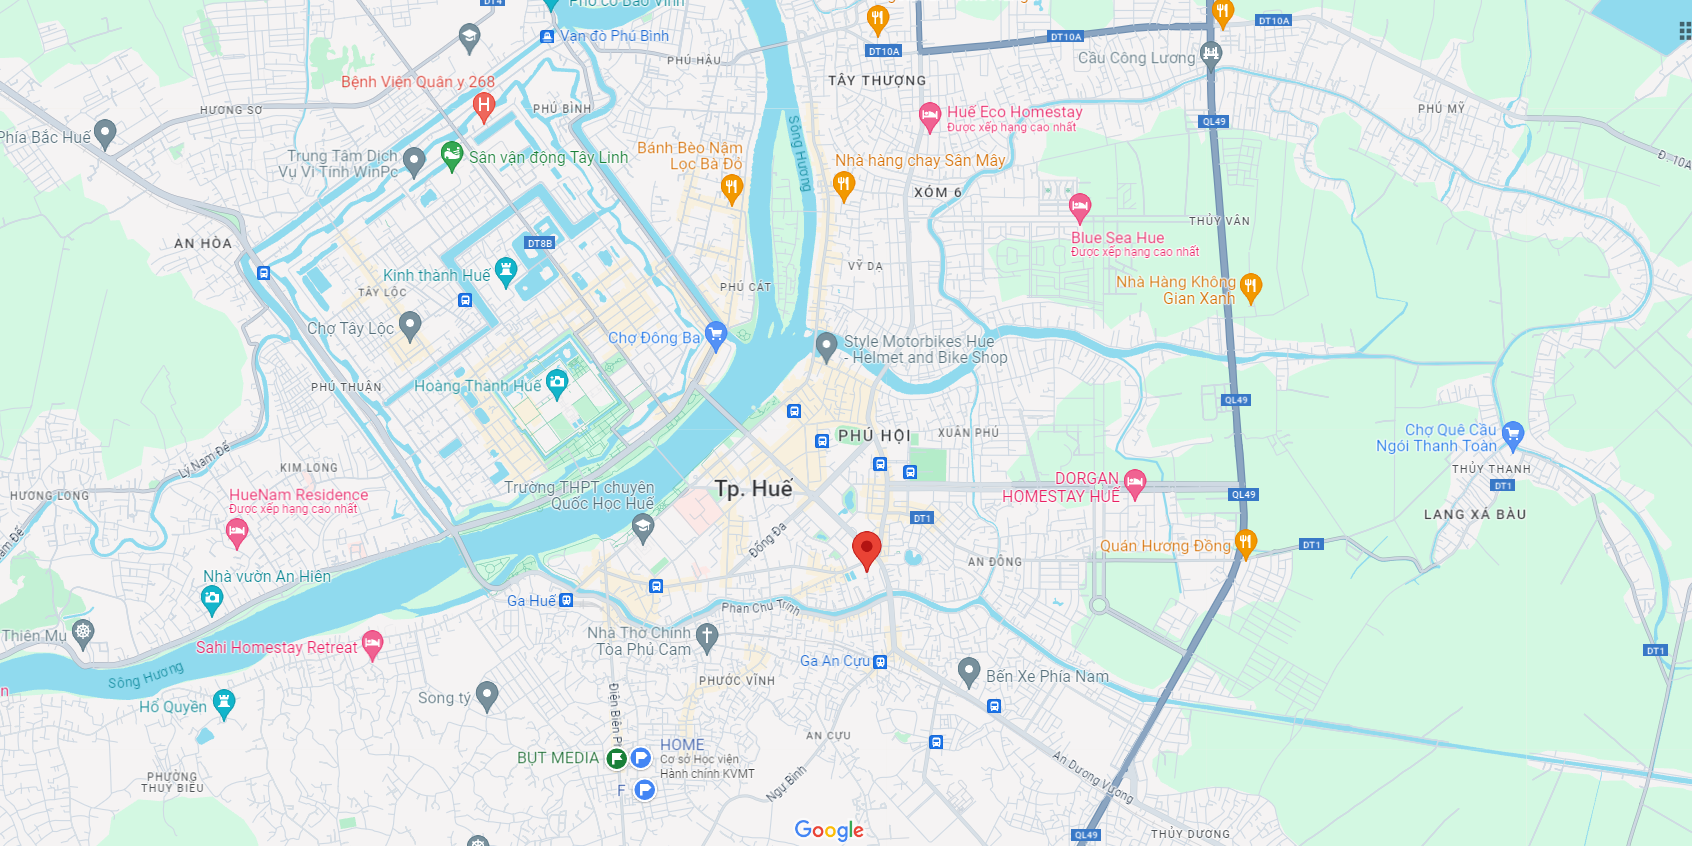 DT4
Phố cổ Bao Vinh
DT10A
Vạn đò Phú Bình
DT10A
DT10A
PHÚ HẬU
Cầu Công Lương
TÂY THƯỢNG
Bệnh Viện Quân y 268
HƯƠNG SƠ
PHÚ BÌNH
PHÚ MỸ
Huế Eco Homestay
Được xếp hạng cao nhất
QL49
Phía Bắc Huế
Sông Hương
Bánh Bèo Nậm
Lọc Bà Đỏ
Trung Tâm Dịch
Vụ Vi Tính WinPc
Sân vận động Tây Linh
Nhà hàng chay Sân Mây
Đ. 10A
XÓM 6
THỦY VÂN
AN HÒA
DT8B
Blue Sea Hue
Được xếp hạng cao nhất
VỸ DẠ
Kinh thành Huế
Nhà Hàng Không
Gian Xanh
TÂY LỘC
PHÚ CÁT
Chợ Tây Lộc
Chợ Đông Ba
Style Motorbikes Hue
- Helmet and Bike Shop
PHÚ THUẬN
Hoàng Thành Huế
QL49
PHÚ HỘI
XUÂN PHÚ
Chợ Quê Cầu
Ngói Thanh Toàn
Lý Nam Đế
KIM LONG
THỦY THANH
DT1
HƯƠNG LONG
HueNam Residence
Được xếp hạng cao nhất
Trường THPT chuyên
Quốc Học Huế
Tp. Huế
DORGAN
HOMESTAY HUẾ
QL49
LANG XÁ BÀU
DT1
Đống Đa
Quán Hương Đồng
DT1
AN ĐÔNG
Nhà vườn An Hiên
Ga Huế
Phan Chu Trinh
Thiên Mụ
Nhà Thờ Chính
Tòa Phủ Cam
Sahi Homestay Retreat
DT1
Ga An Cựu
Sông Hương
Bến Xe Phía Nam
PHƯỚC VĨNH
Song tý
Hổ Quyền
Điện Biên Ph
AN CỰU
HOME
Cơ sở Học viện
Hành chính KVMT
BỤT MEDIA
An Dương Vương
PHƯỜNG
THUỶ BIỀU
F
Ngự Bình
Google
QL49
THỦY DƯƠNG